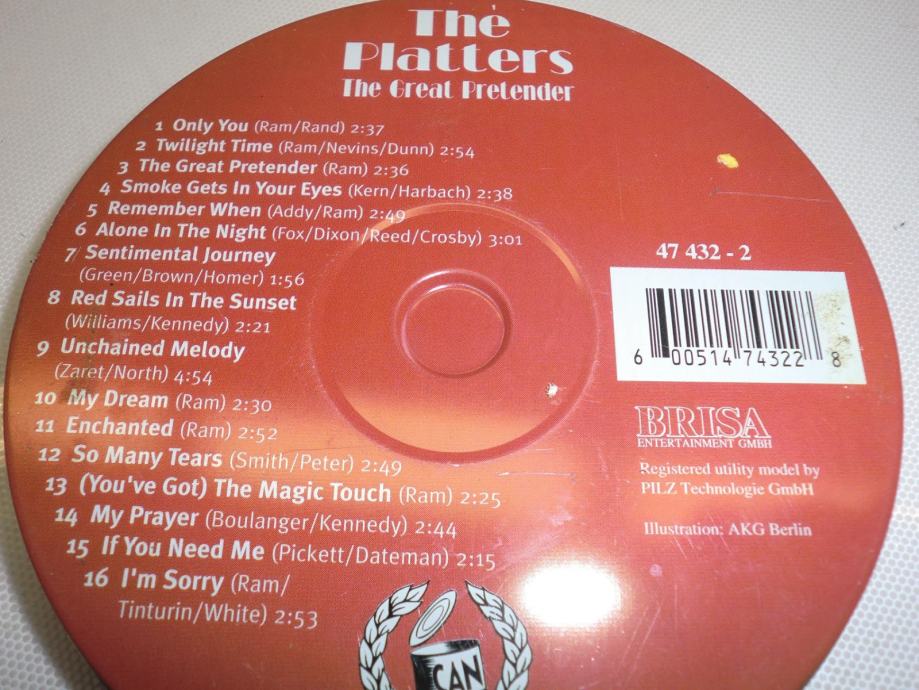 The
Platters
The Great Pretender
1 Only You (Ram/Rand) 2:37
2 Twilight Time (Ram/Nevins/Dunn) 2:54
3 The Great Pretender (Ram) 2:36
4 Smoke Gets In Your Eyes (Kern/Harbach) 2:38
5 Remember When (Addy/Ram) 2:49
6 Alone In The Night (Fox/Dixon/Reed/Crosby) 3:01
7 Sentimental Journey
(Green/Brown/Homer) 1:56
8 Red Sails In The Sunset
(Williams/Kennedy) 2:21
9 Unchained Melody
(Zaret/North) 4:54
10 My Dream (Ram) 2:30
11 Enchanted (Ram) 2:52
12 So Many Tears (Smith/Peter) 2:49
13 (You've Got) The Magic Touch (Ram) 2:25
14 My Prayer (Boulanger/Kennedy) 2:44
15 If You Need Me (Pickett/Dateman) 2:15
16 I'm Sorry (Ram/
Tinturin/White) 2:53
47 432 - 2
6 00514 74322 8
BRISA
ENTERTAINMENT GMBH
Registered utility model by
PILZ Technologie GmbH
Illustration: AKG Berlin
CAN